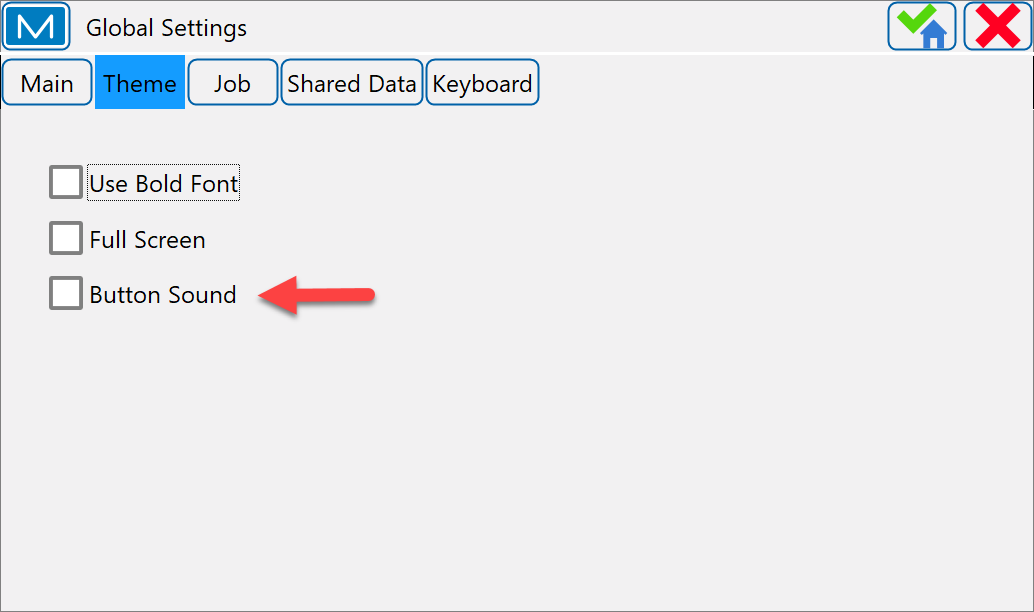 M Global Settings
Main Theme Job Shared Data Keyboard
Use Bold Font
Full Screen
Button Sound